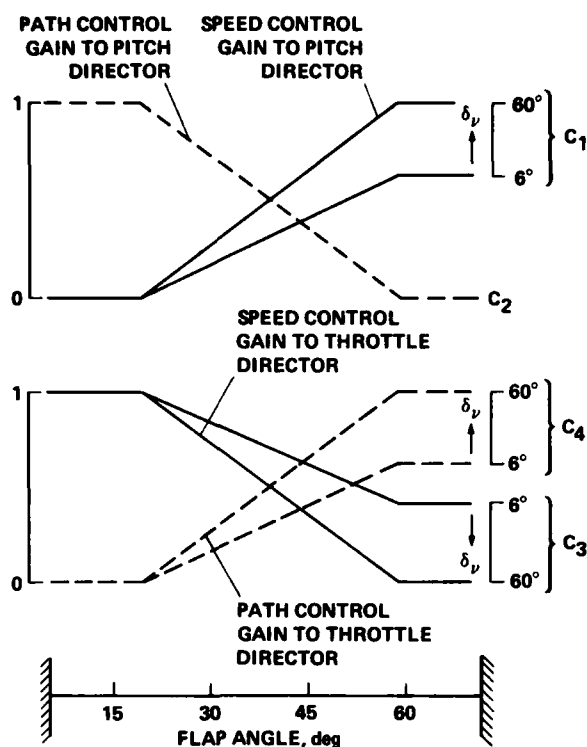 PATH CONTROL
GAIN TO PITCH
DIRECTOR
SPEED CONTROL
GAIN TO PITCH
DIRECTOR
1
0
δν
60°
6°
C1
C2
SPEED CONTROL
GAIN TO THROTTLE
DIRECTOR
1
0
δν
60°
6°
C4
6°
δν
60°
C3
PATH CONTROL
GAIN TO THROTTLE
DIRECTOR
15 30 45 60
FLAP ANGLE, deg